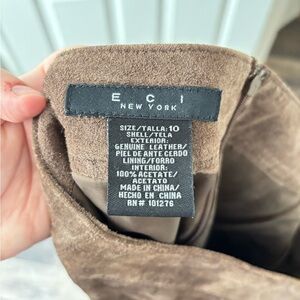 E C I
NEW YORK
SIZE/TALLA: 10
SHELL/TELA
EXTERIOR:
GENUINE LEATHER/
PIEL DE ANTE CERDO
LINING/FORRO
INTERIOR:
100% ACETATE/
ACETATO
MADE IN CHINA/
HECHO EN CHINA
RN# 101276